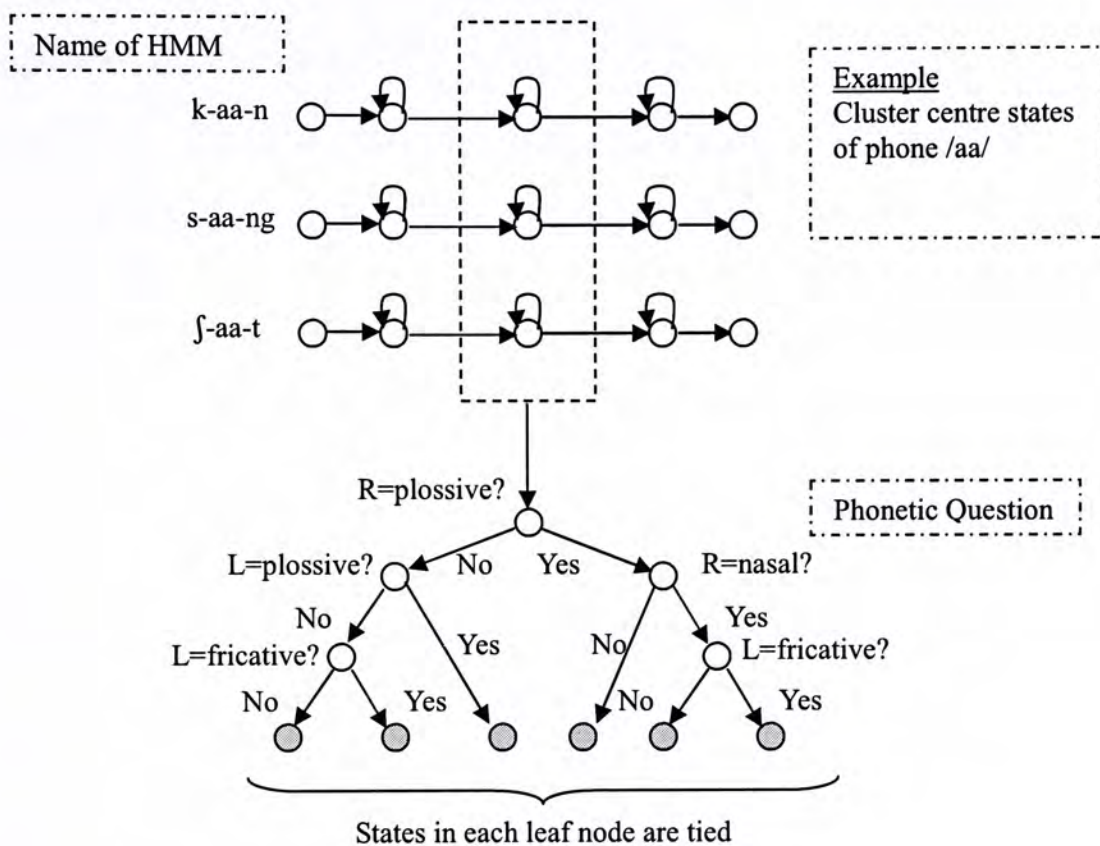 Name of HMM
Example
Cluster centre states
of phone /aa/
k-aa-n
s-aa-ng
ʃ-aa-t
R=plossive?
Phonetic Question
L=plossive?
No
Yes
R=nasal?
No
Yes
No
Yes
L=fricative?
L=fricative?
No
Yes
No
Yes
States in each leaf node are tied